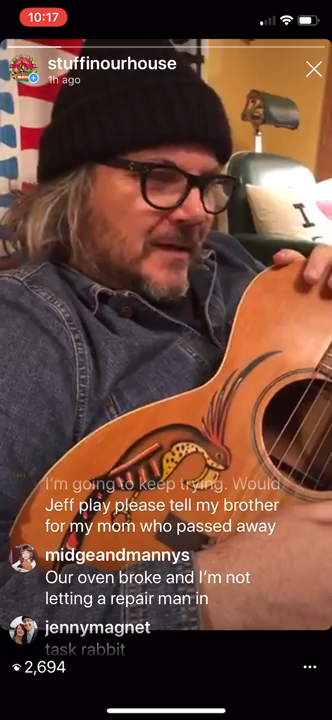 10:17
stuffinourhouse
1h ago
I
I'm going to keep trying. Would
Jeff play please tell my brother
for my mom who passed away
midgeandmannys
Our oven broke and I'm not
letting a repair man in
jennymagnet
task rabbit
2,694